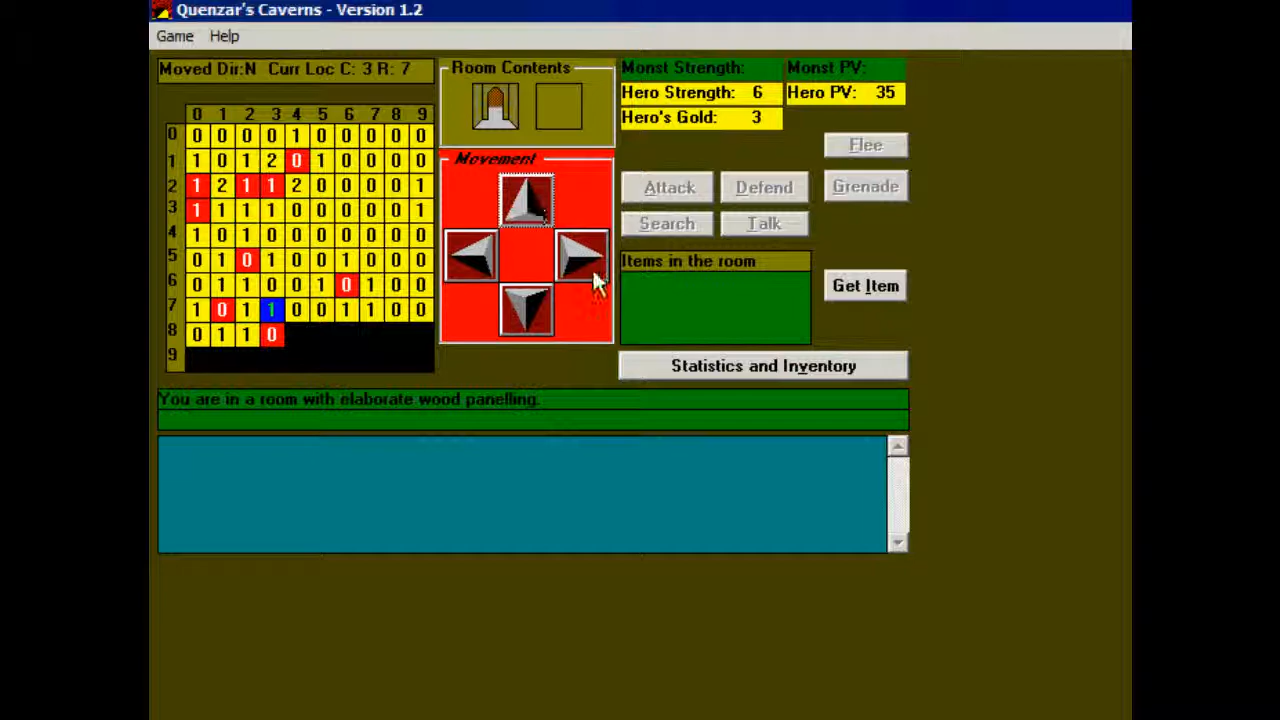 Quenzar's Caverns - Version 1.2
Game Help
Moved Dir:N Curr Loc C: 3 R: 7
0 1 2 3 4 5 6 7 8 9
0 0 0 0 0 1 0 0 0 0 0
1 1 0 1 2 0 1 0 0 0 0
2 1 2 1 1 2 0 0 0 0 1
3 1 1 1 1 0 0 0 0 0 1
4 1 0 1 0 0 0 0 0 0 0
5 0 1 0 1 0 0 1 0 0 0
6 1 1 0 0 0 1 0 1 0 0
7 1 0 1 1 0 0 1 1 0 0
8 0 1 1 0
9
Room Contents
Movement
Monst Strength: Monst PV:
Hero Strength: 6 Hero PV: 35
Hero's Gold: 3
Flee
Attack Defend Grenade
Search Talk
Items in the room
Get Item
Statistics and Inventory
You are in a room with elaborate wood panelling.